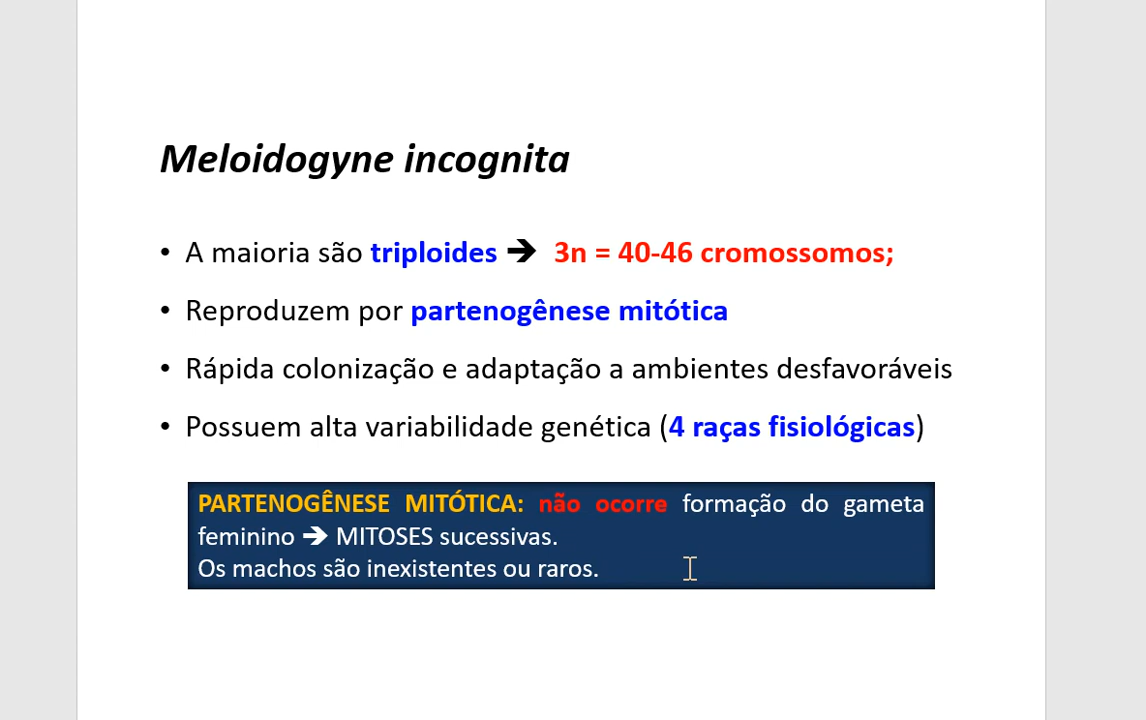 Meloidogyne incognita
• A maioria são triploides ➔ 3n = 40-46 cromossomos;
• Reproduzem por partenogênese mitótica
• Rápida colonização e adaptação a ambientes desfavoráveis
• Possuem alta variabilidade genética (4 raças fisiológicas)
PARTENOGÊNESE MITÓTICA: não ocorre formação do gameta
feminino ➔ MITOSES sucessivas.
Os machos são inexistentes ou raros.